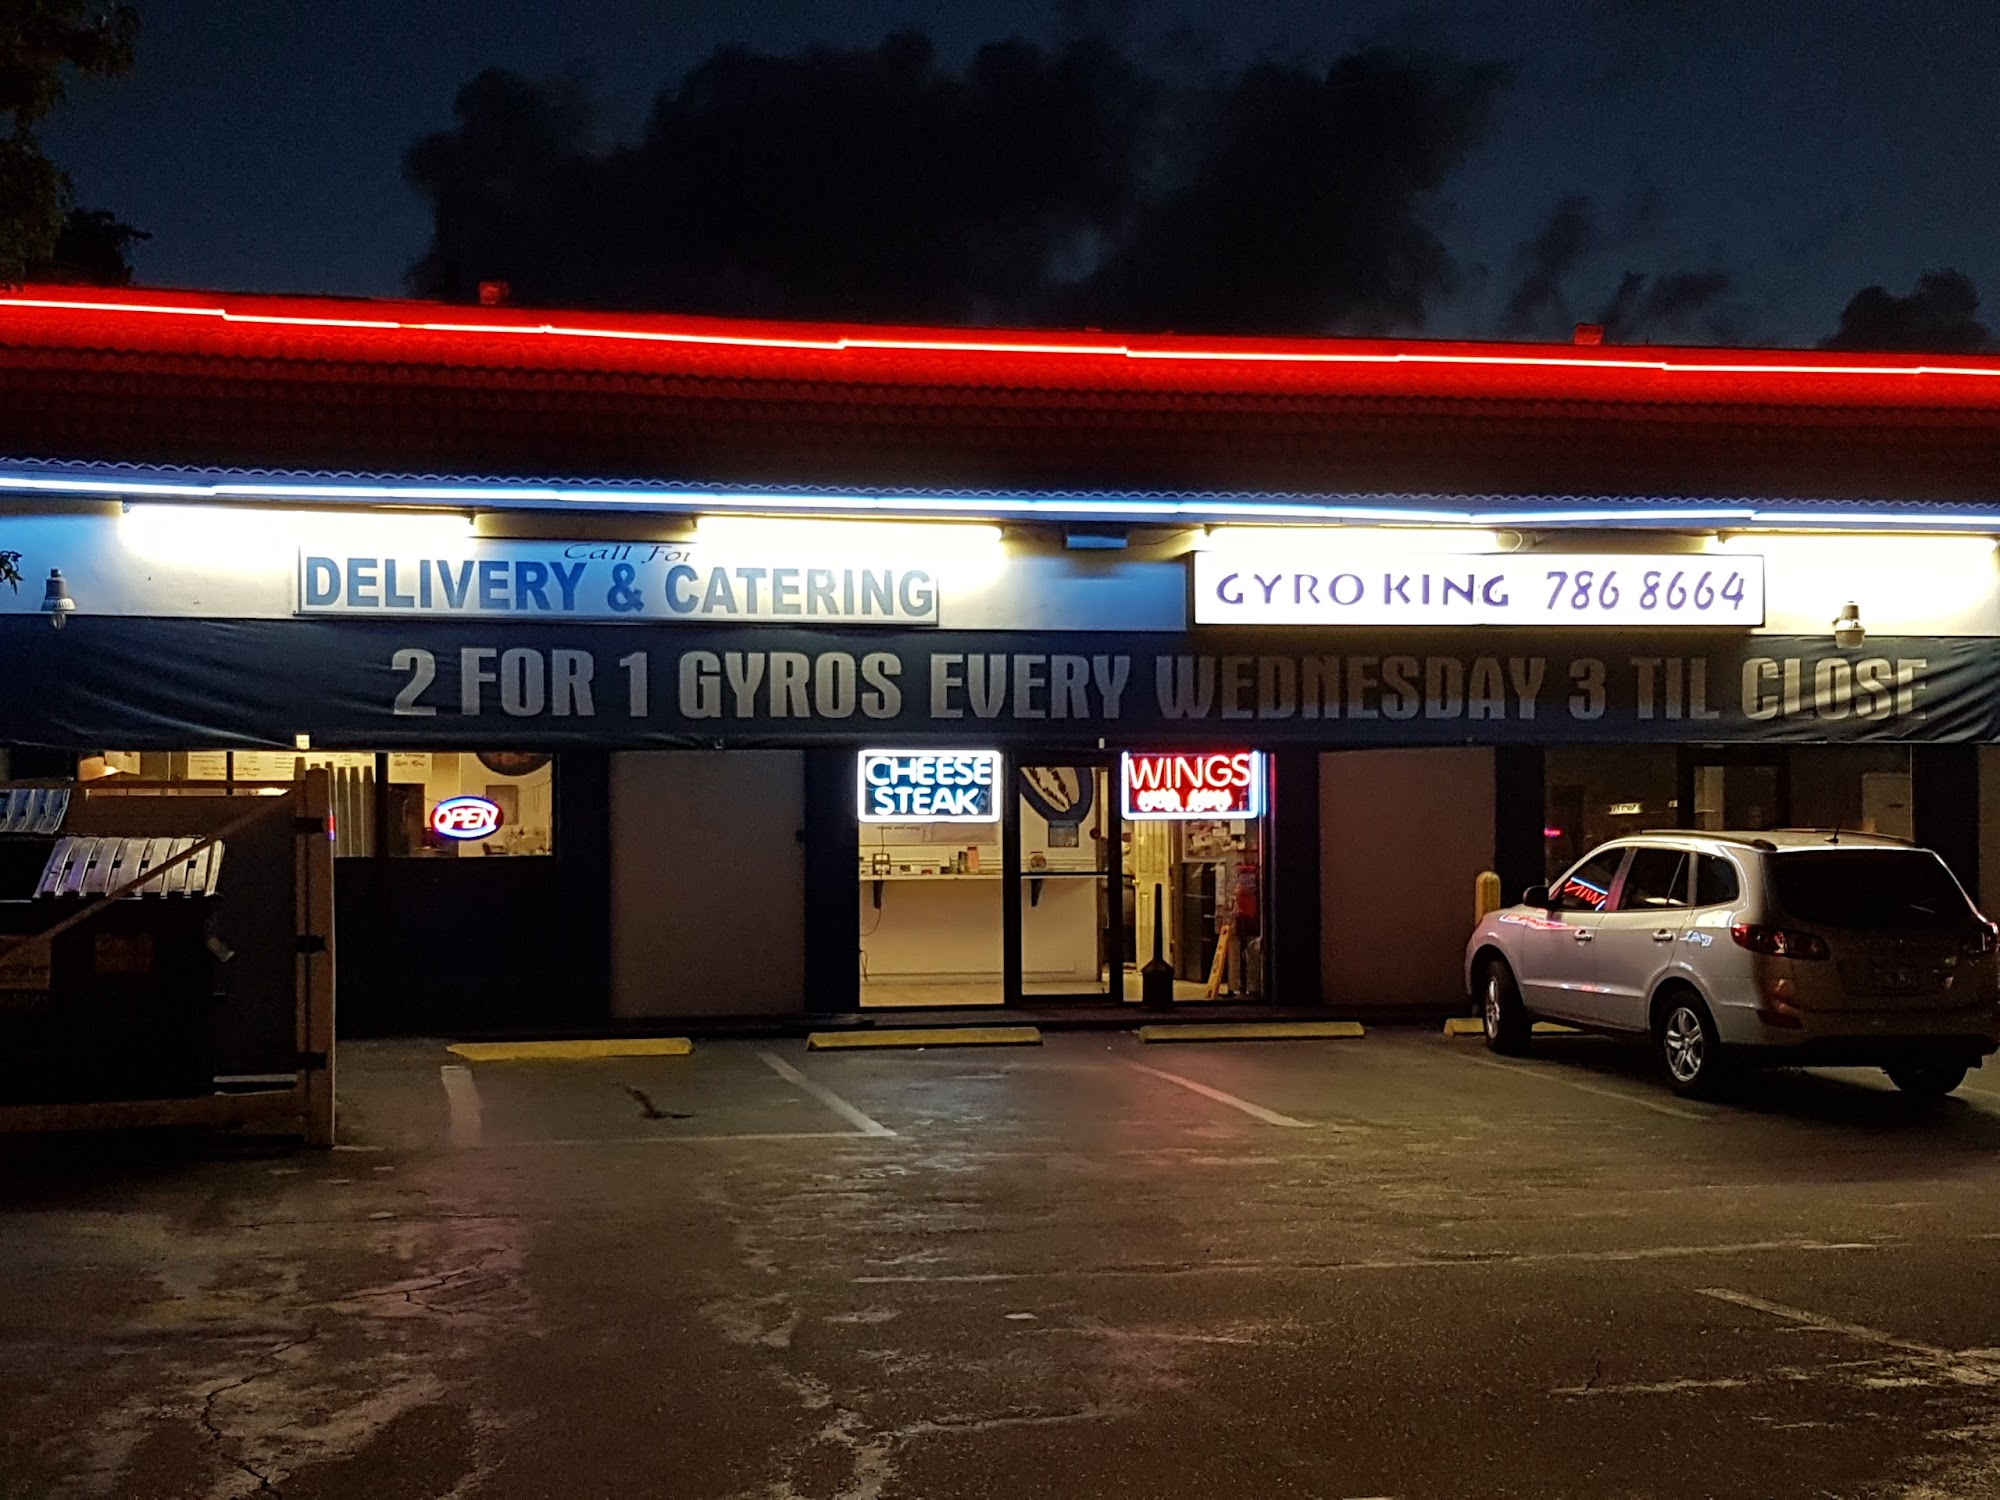 Call For
DELIVERY & CATERING
GYRO KING 786 8664
2 FOR 1 GYROS EVERY WEDNESDAY 3 TIL CLOSE
CHEESE
STEAK
WINGS
OPEN